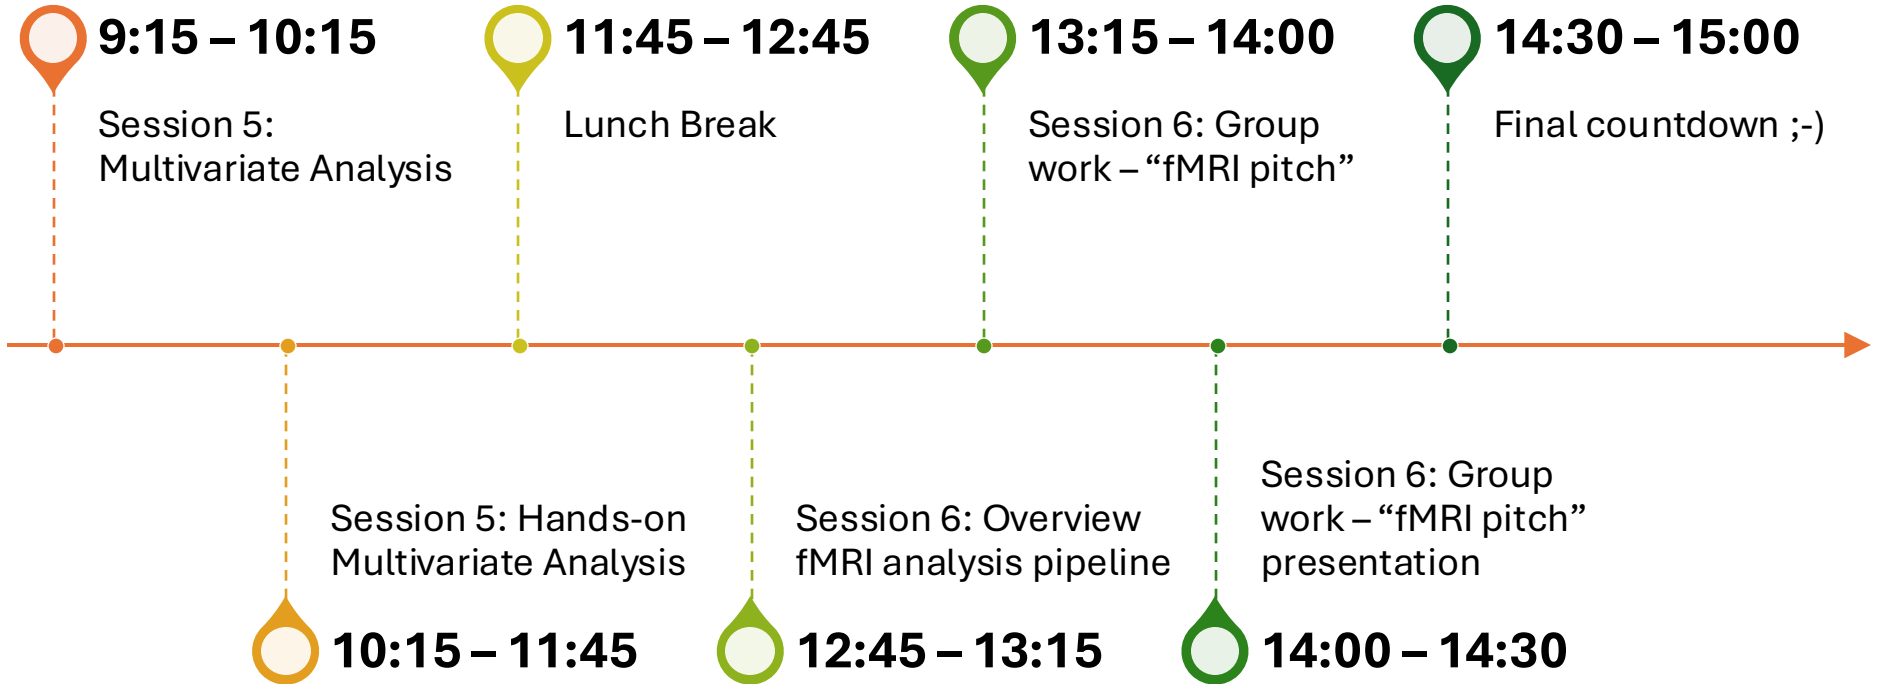 9:15 – 10:15
Session 5:
Multivariate Analysis
10:15 – 11:45
Session 5: Hands-on
Multivariate Analysis
11:45 – 12:45
Lunch Break
12:45 – 13:15
Session 6: Overview
fMRI analysis pipeline
13:15 – 14:00
Session 6: Group
work – “fMRI pitch”
14:00 – 14:30
Session 6: Group
work – “fMRI pitch”
presentation
14:30 – 15:00
Final countdown ;-)